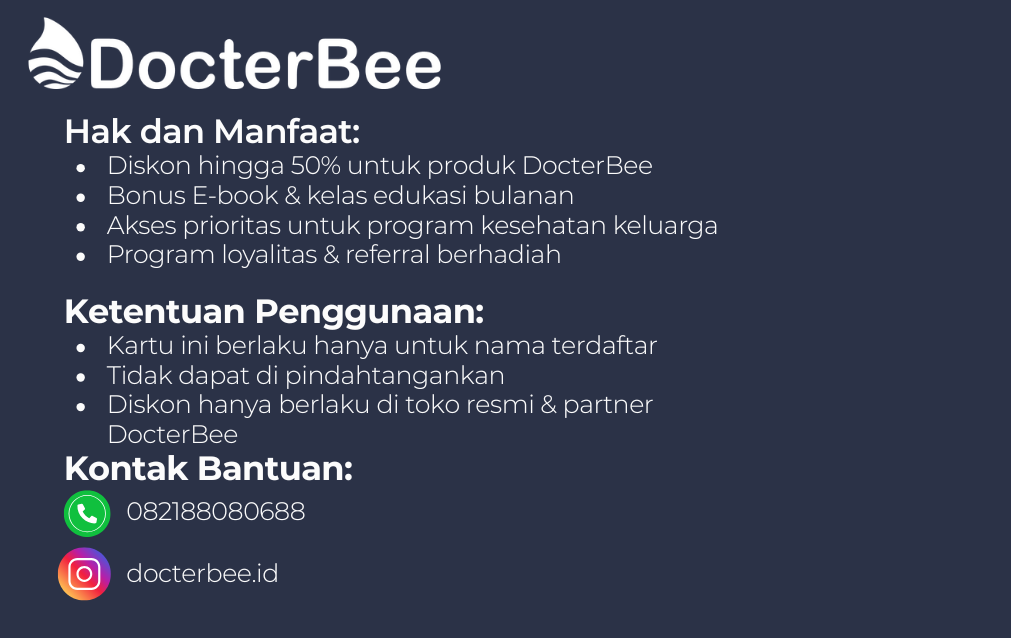 DocterBee
Hak dan Manfaat:
• Diskon hingga 50% untuk produk DocterBee
• Bonus E-book & kelas edukasi bulanan
• Akses prioritas untuk program kesehatan keluarga
• Program loyalitas & referral berhadiah
Ketentuan Penggunaan:
• Kartu ini berlaku hanya untuk nama terdaftar
• Tidak dapat di pindahtangankan
• Diskon hanya berlaku di toko resmi & partner
DocterBee
Kontak Bantuan:
082188080688
docterbee.id